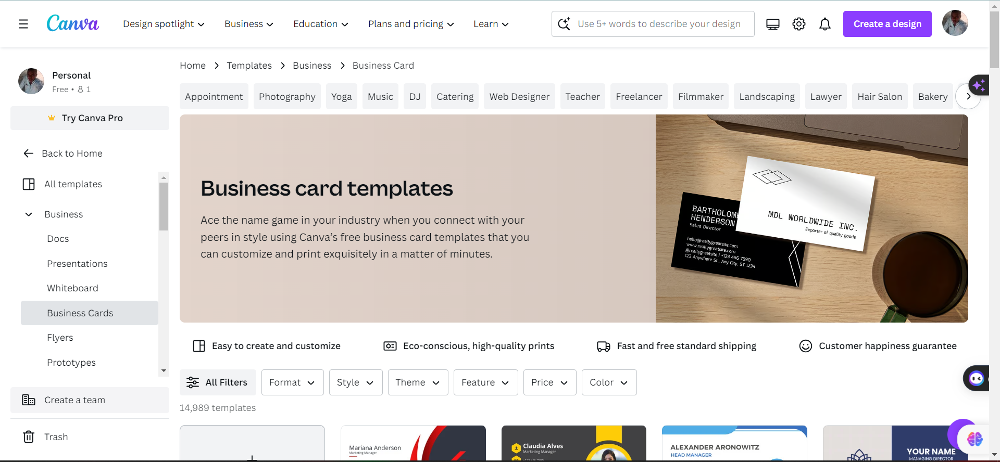 Canva
Design spotlight
Business
Education
Plans and pricing
Learn
Use 5+ words to describe your design
Create a design
Personal
Free • 1
Try Canva Pro
Back to Home
All templates
Business
Docs
Presentations
Whiteboard
Business Cards
Flyers
Prototypes
Create a team
Trash
Home > Templates > Business > Business Card
Appointment
Photography
Yoga
Music
DJ
Catering
Web Designer
Teacher
Freelancer
Filmmaker
Landscaping
Lawyer
Hair Salon
Bakery
Business card templates
Ace the name game in your industry when you connect with your
peers in style using Canva’s free business card templates that you
can customize and print exquisitely in a matter of minutes.
MDL WORLDWIDE INC.
Exporter of quality goods
HENDERSON
Sales Director
hello@reallygreatsite.com
www.reallygreatsite.com
@reallygreatsite | +123 456 7890
123 Anywhere St., Any City, ST 1234
Easy to create and customize
Eco-conscious, high-quality prints
Fast and free standard shipping
Customer happiness guarantee
All Filters
Format
Style
Theme
Feature
Price
Color
14,989 templates
Mariana Anderson
Marketing Manager
Claudia Alves
Marketing Manager
ALEXANDER ARONOWITZ
HEAD MANAGER
YOUR NAME
MANAGING DIRECTOR